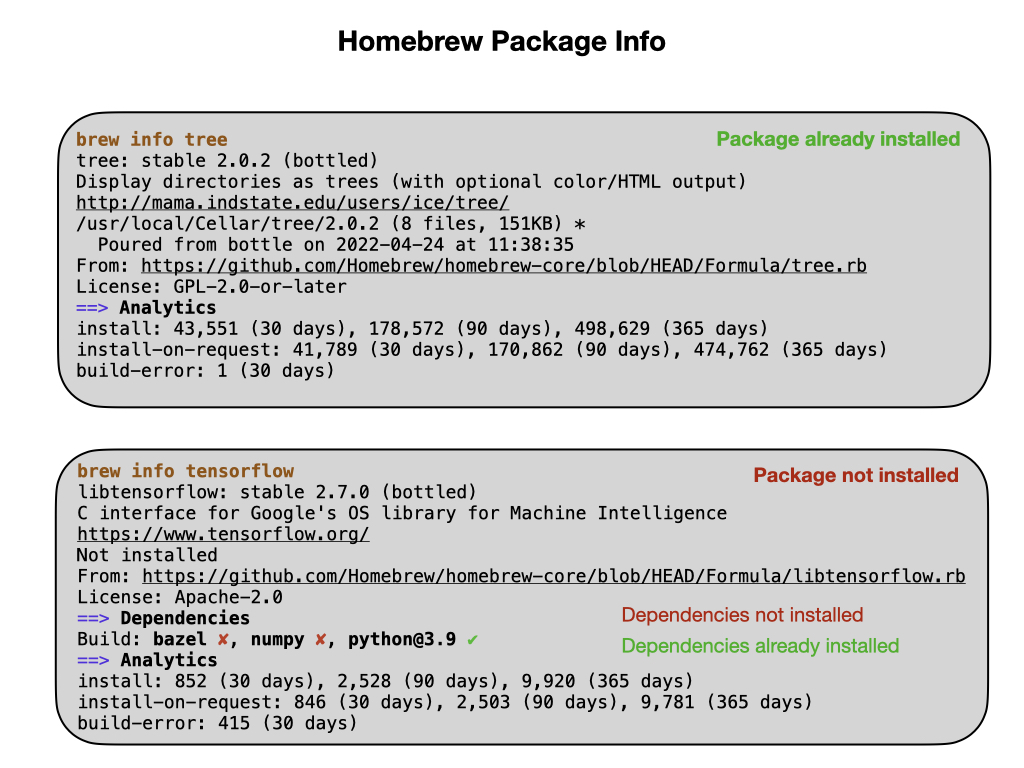 Homebrew Package Info
brew info tree
Package already installed
tree: stable 2.0.2 (bottled)
Display directories as trees (with optional color/HTML output)
http://mama.indstate.edu/users/ice/tree/
/usr/local/Cellar/tree/2.0.2 (8 files, 151KB) *
  Poured from bottle on 2022-04-24 at 11:38:35
From: https://github.com/Homebrew/homebrew-core/blob/HEAD/Formula/tree.rb
License: GPL-2.0-or-later
==> Analytics
install: 43,551 (30 days), 178,572 (90 days), 498,629 (365 days)
install-on-request: 41,789 (30 days), 170,862 (90 days), 474,762 (365 days)
build-error: 1 (30 days)
brew info tensorflow
Package not installed
libtensorflow: stable 2.7.0 (bottled)
C interface for Google's OS library for Machine Intelligence
https://www.tensorflow.org/
Not installed
From: https://github.com/Homebrew/homebrew-core/blob/HEAD/Formula/libtensorflow.rb
License: Apache-2.0
==> Dependencies
Dependencies not installed
Build: bazel ✘, numpy ✘, python@3.9 ✔
Dependencies already installed
==> Analytics
install: 852 (30 days), 2,528 (90 days), 9,920 (365 days)
install-on-request: 846 (30 days), 2,503 (90 days), 9,781 (365 days)
build-error: 415 (30 days)